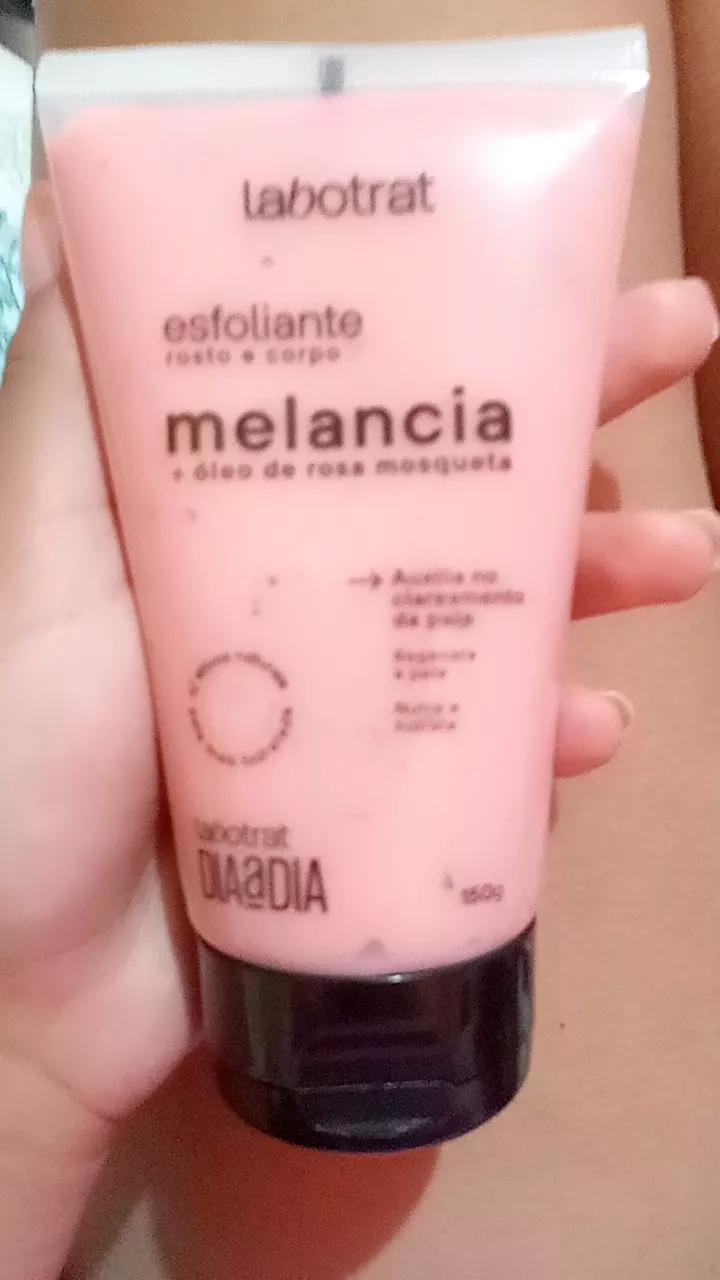 labotrat
esfoliante
rosto e corpo
melancia
+ óleo de rosa mosqueta
Auxilia no
clareamento
da pele
Regenera
a pele
Nutre e
hidrata
labotrat
DIAaDIA
160g